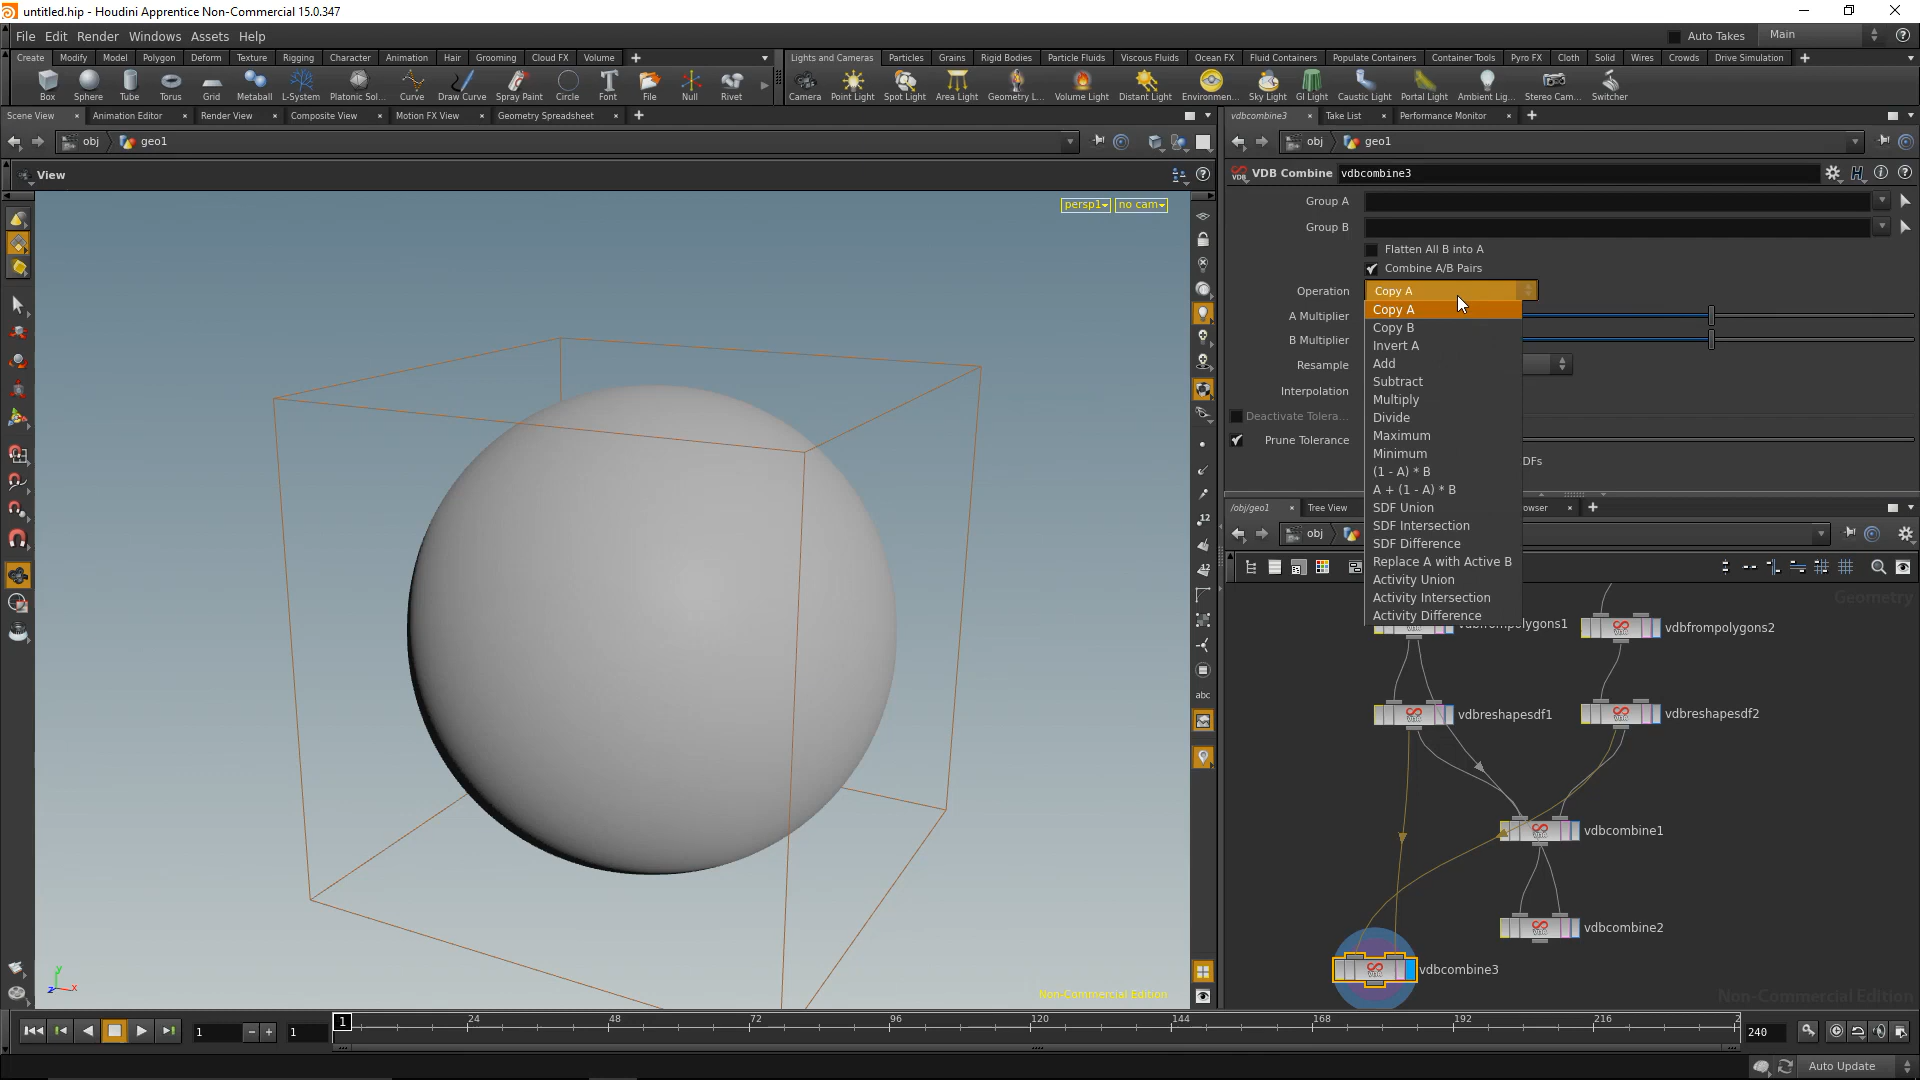 untitled.hip - Houdini Apprentice Non-Commercial 15.0.347
File Edit Render Windows Assets Help
Auto Takes Main
Create Modify Model Polygon Deform Texture Rigging Character Animation Hair Grooming Cloud FX Volume
Lights and Cameras Particles Grains Rigid Bodies Particle Fluids Viscous Fluids Ocean FX Fluid Containers Populate Containers Container Tools Pyro FX Cloth Solid Wires Crowds Drive Simulation
Box Sphere Tube Torus Grid Metaball L-System Platonic Sol... Curve Draw Curve Spray Paint Circle Font File Null Rivet
Camera Point Light Spot Light Area Light Geometry L... Volume Light Distant Light Environmen... Sky Light GI Light Caustic Light Portal Light Ambient Lig... Stereo Cam... Switcher
Scene View Animation Editor Render View Composite View Motion FX View Geometry Spreadsheet
vdbcombine3 Take List Performance Monitor
obj geo1
obj geo1
View
persp1 no cam
VDB Combine vdbcombine3
Group A
Group B
Flatten All B into A
Combine A/B Pairs
Operation Copy A
A Multiplier
B Multiplier
Resample
Interpolation
Deactivate Tolera...
Prune Tolerance
DFs
Copy A
Copy B
Invert A
Add
Subtract
Multiply
Divide
Maximum
Minimum
(1 - A) * B
A + (1 - A) * B
SDF Union
SDF Intersection
SDF Difference
Replace A with Active B
Activity Union
Activity Intersection
Activity Difference
/obj/geo1 Tree View owser
obj
Geometry
vdbfrompolygons1 vdbfrompolygons2
vdbreshapesdf1 vdbreshapesdf2
vdbcombine1
vdbcombine2
vdbcombine3
Non-Commercial Edition
Non-Commercial Edition
abc
12
12
y
z x
1 1 1 24 48 72 96 120 144 168 192 216 2 240
Auto Update